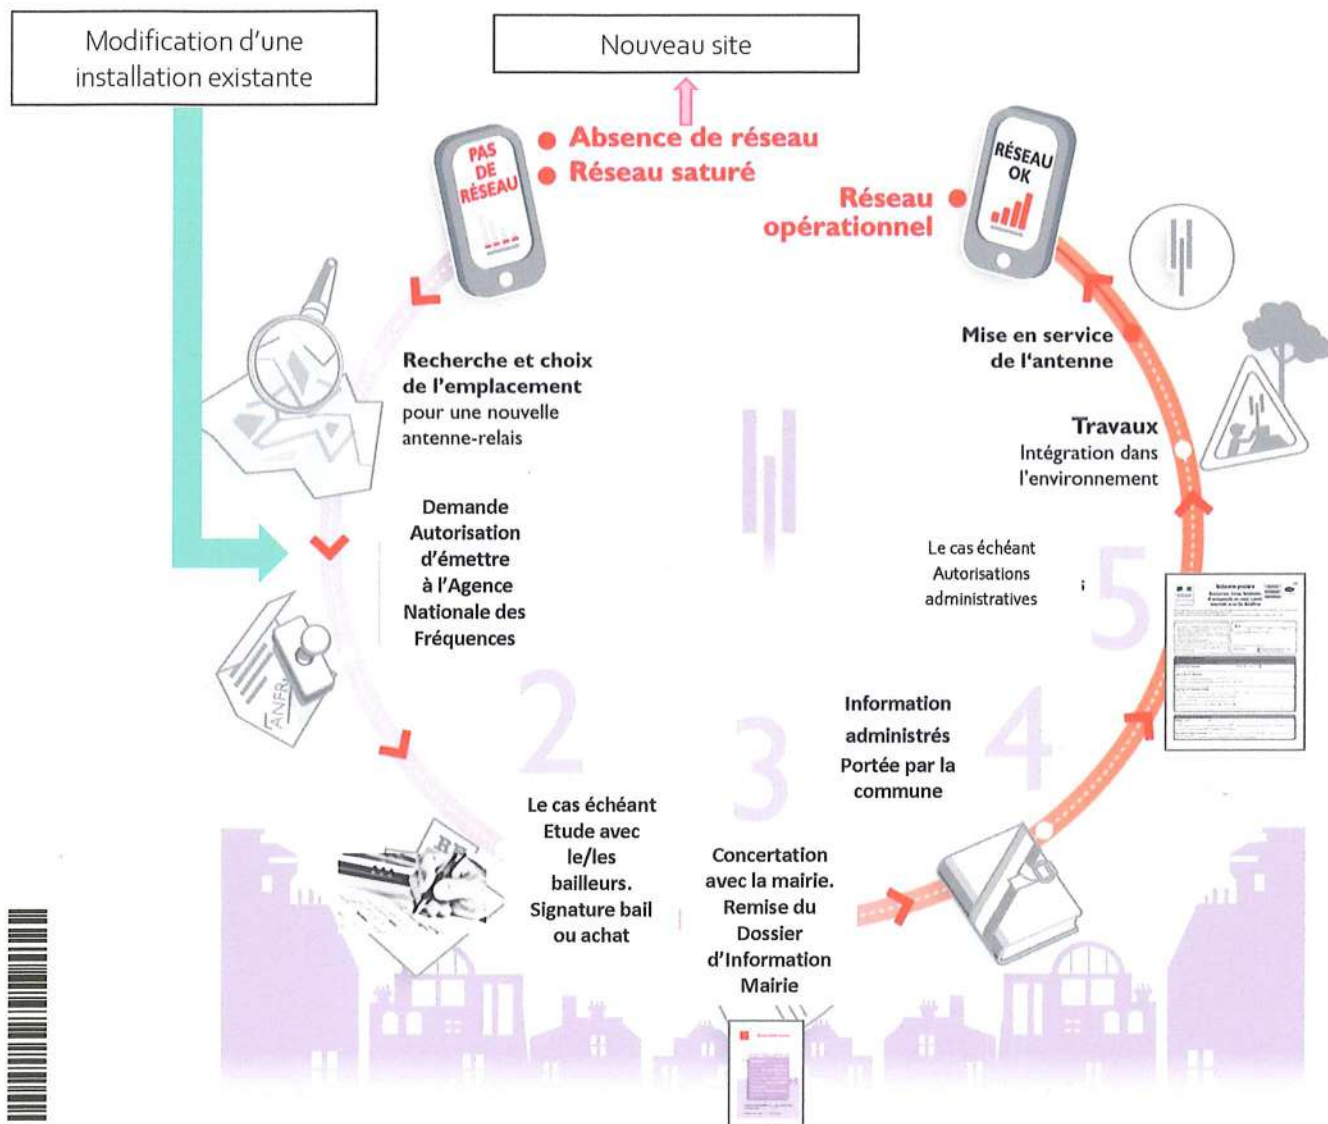 Modification d'une
installation existante
Nouveau site
PAS
DE
RÉSEAU
Absence de réseau
Réseau saturé
RÉSEAU
OK
Réseau
opérationnel
Recherche et choix
de l'emplacement
pour une nouvelle
antenne-relais
Mise en service
de l'antenne
Travaux
Intégration dans
l'environnement
Demande
Autorisation
d'émettre
à l'Agence
Nationale des
Fréquences
ANFR
Le cas échéant
Autorisations
administratives
5
2
Le cas échéant
Etude avec
le/les
bailleurs.
Signature bail
ou achat
3
Concertation
avec la mairie.
Remise du
Dossier
d'Information
Mairie
4
Information
administrés
Portée par la
commune